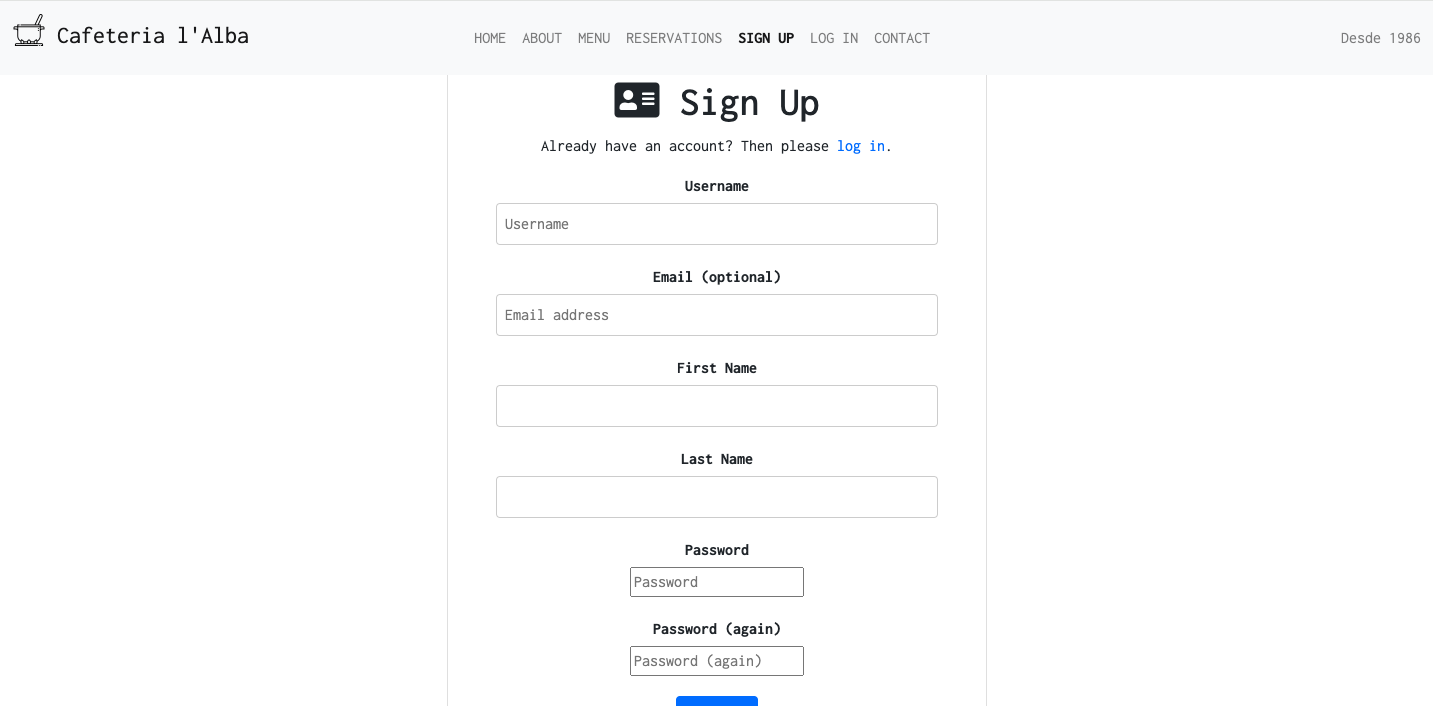 Cafeteria l'Alba HOME ABOUT MENU RESERVATIONS SIGN UP LOG IN CONTACT Desde 1986
Sign Up
Already have an account? Then please log in.
Username
Username
Email (optional)
Email address
First Name
Last Name
Password
Password
Password (again)
Password (again)